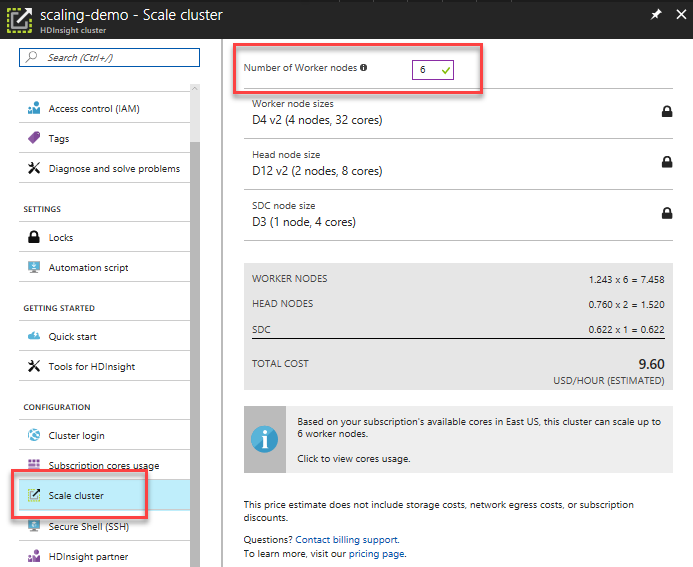 scaling-demo - Scale cluster
HDInsight cluster
Search (Ctrl+/)
Access control (IAM)
Tags
Diagnose and solve problems
SETTINGS
Locks
Automation script
GETTING STARTED
Quick start
Tools for HDInsight
CONFIGURATION
Cluster login
Subscription cores usage
Scale cluster
Secure Shell (SSH)
HDInsight partner
Number of Worker nodes
6
Worker node sizes
D4 v2 (4 nodes, 32 cores)
Head node size
D12 v2 (2 nodes, 8 cores)
SDC node size
D3 (1 node, 4 cores)
WORKER NODES 1.243 x 6 = 7.458
HEAD NODES 0.760 x 2 = 1.520
SDC 0.622 x 1 = 0.622
TOTAL COST 9.60
USD/HOUR (ESTIMATED)
Based on your subscription's available cores in East US, this cluster can scale up to
6 worker nodes.
Click to view cores usage.
This price estimate does not include storage costs, network egress costs, or subscription
discounts.
Questions? Contact billing support.
To learn more, visit our pricing page.